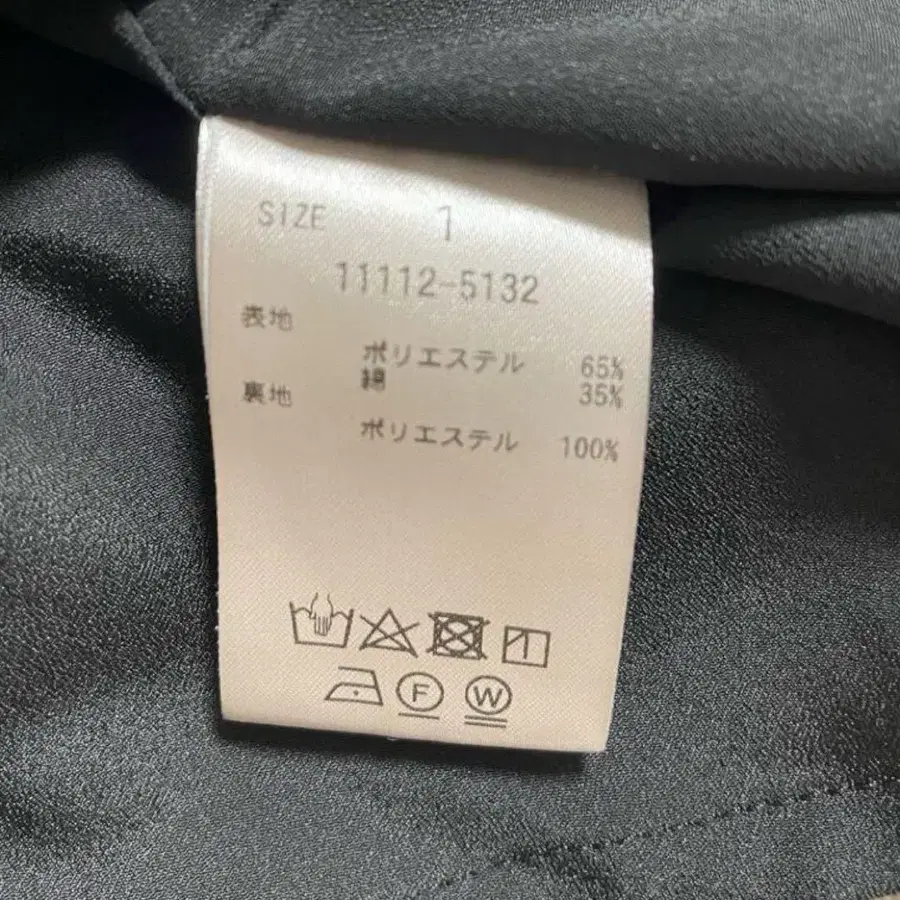 SIZE 1
11112-5132
表地
ポリエステル 65%
綿 35%
裏地
ポリエステル 100%
F W